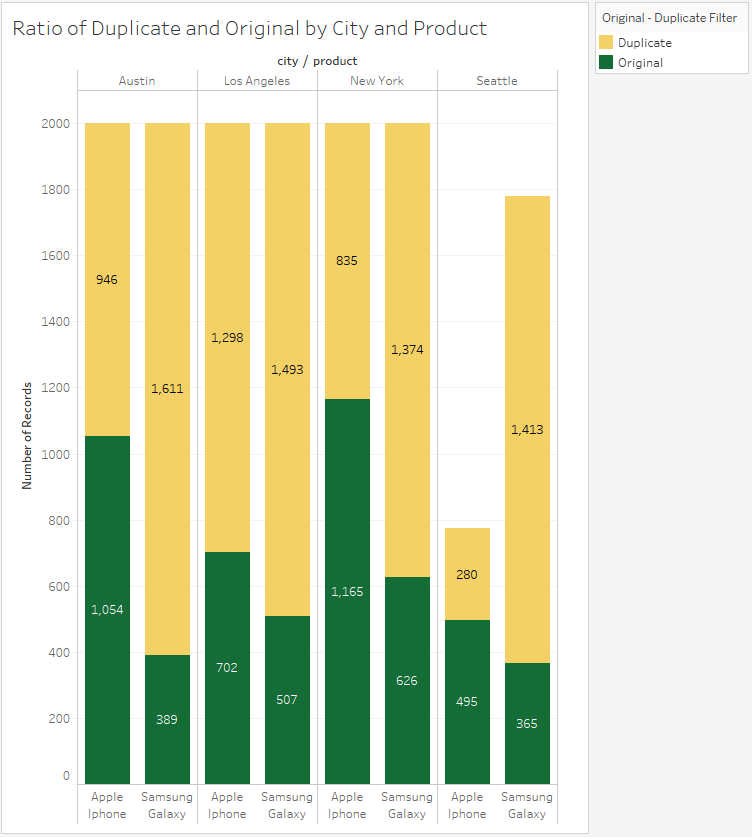 Ratio of Duplicate and Original by City and Product
Original - Duplicate Filter
Duplicate
Original
city / product
Austin Los Angeles New York Seattle
Number of Records
2000
1800
1600
1400
1200
1000
800
600
400
200
0
946 1,611 1,298 1,493 835 1,374 280 1,413
1,054 389 702 507 1,165 626 495 365
Apple Samsung Apple Samsung Apple Samsung Apple Samsung
Iphone Galaxy Iphone Galaxy Iphone Galaxy Iphone Galaxy